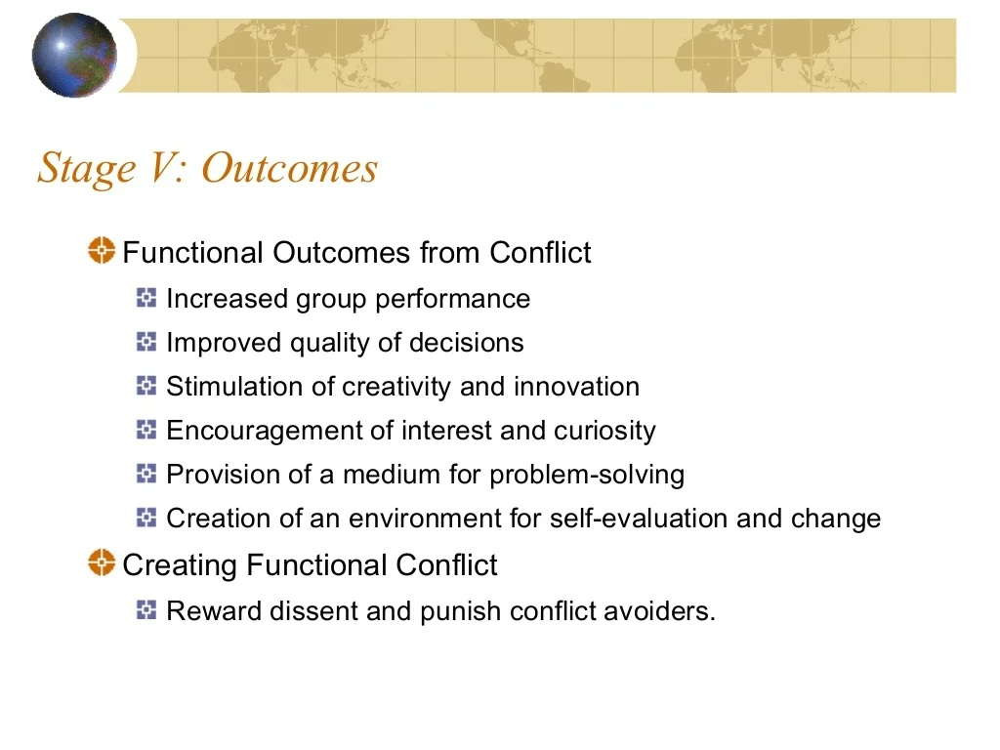 Stage V: Outcomes
Functional Outcomes from Conflict
Increased group performance
Improved quality of decisions
Stimulation of creativity and innovation
Encouragement of interest and curiosity
Provision of a medium for problem-solving
Creation of an environment for self-evaluation and change
Creating Functional Conflict
Reward dissent and punish conflict avoiders.